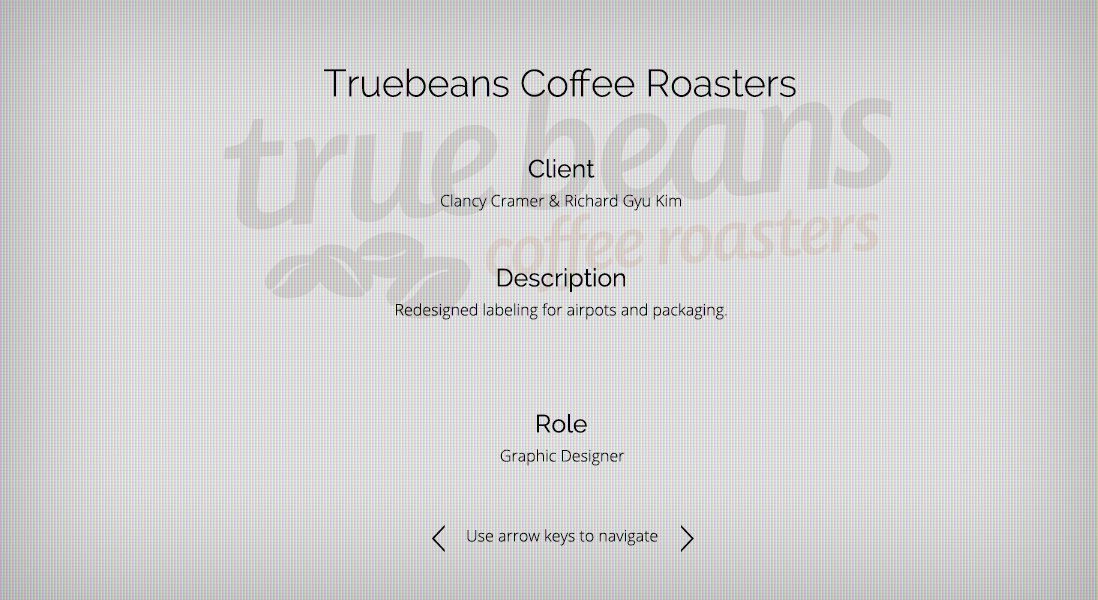 Truebeans Coffee Roasters
true beans
Client
Clancy Cramer & Richard Gyu Kim
coffee roasters
Description
Redesigned labeling for airpots and packaging.
Role
Graphic Designer
Use arrow keys to navigate